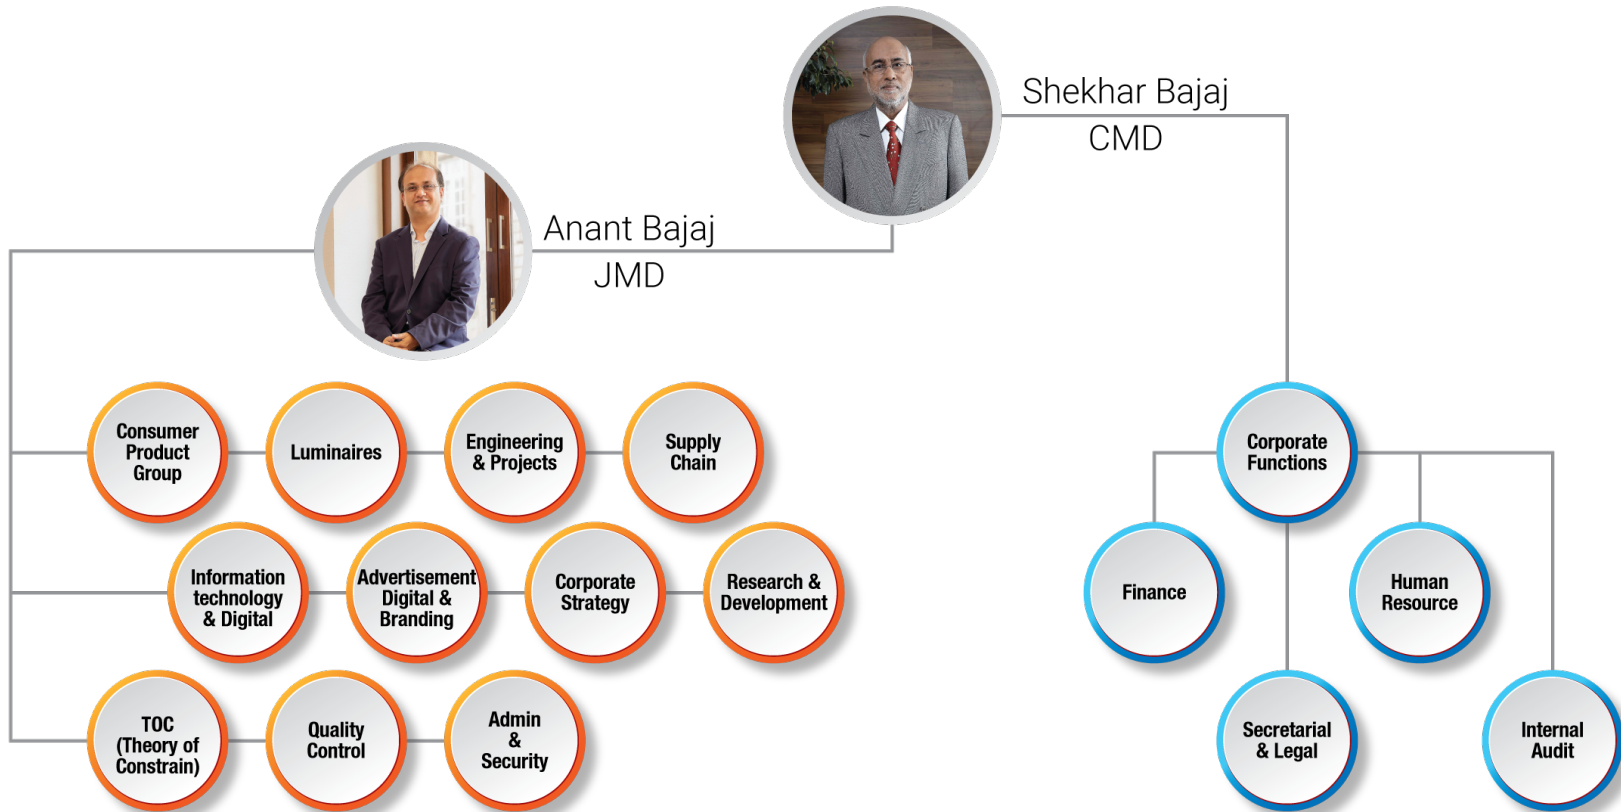 Shekhar Bajaj
CMD
Anant Bajaj
JMD
Consumer
Product
Group
Luminaires
Engineering
& Projects
Supply
Chain
Corporate
Functions
Information
technology
& Digital
Advertisement
Digital &
Branding
Corporate
Strategy
Research &
Development
Finance
Human
Resource
TOC
(Theory of
Constrain)
Quality
Control
Admin
&
Security
Secretarial
& Legal
Internal
Audit